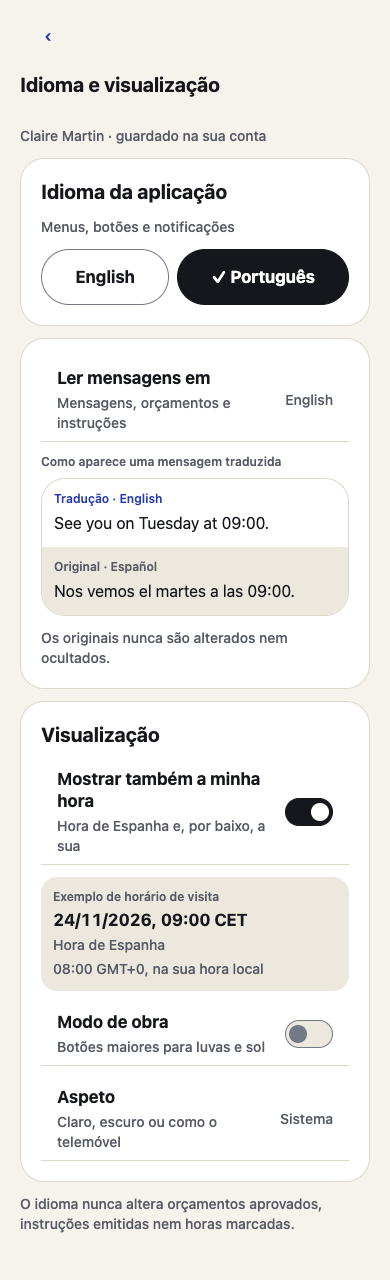 ‹
Idioma e visualização
Claire Martin · guardado na sua conta
Idioma da aplicação
Menus, botões e notificações
English
✓ Português
Ler mensagens em
Mensagens, orçamentos e
instruções
English
Como aparece uma mensagem traduzida
Tradução · English
See you on Tuesday at 09:00.
Original · Español
Nos vemos el martes a las 09:00.
Os originais nunca são alterados nem
ocultados.
Visualização
Mostrar também a minha
hora
Hora de Espanha e, por baixo, a
sua
Exemplo de horário de visita
24/11/2026, 09:00 CET
Hora de Espanha
08:00 GMT+0, na sua hora local
Modo de obra
Botões maiores para luvas e sol
Aspeto
Claro, escuro ou como o
telemóvel
Sistema
O idioma nunca altera orçamentos aprovados,
instruções emitidas nem horas marcadas.